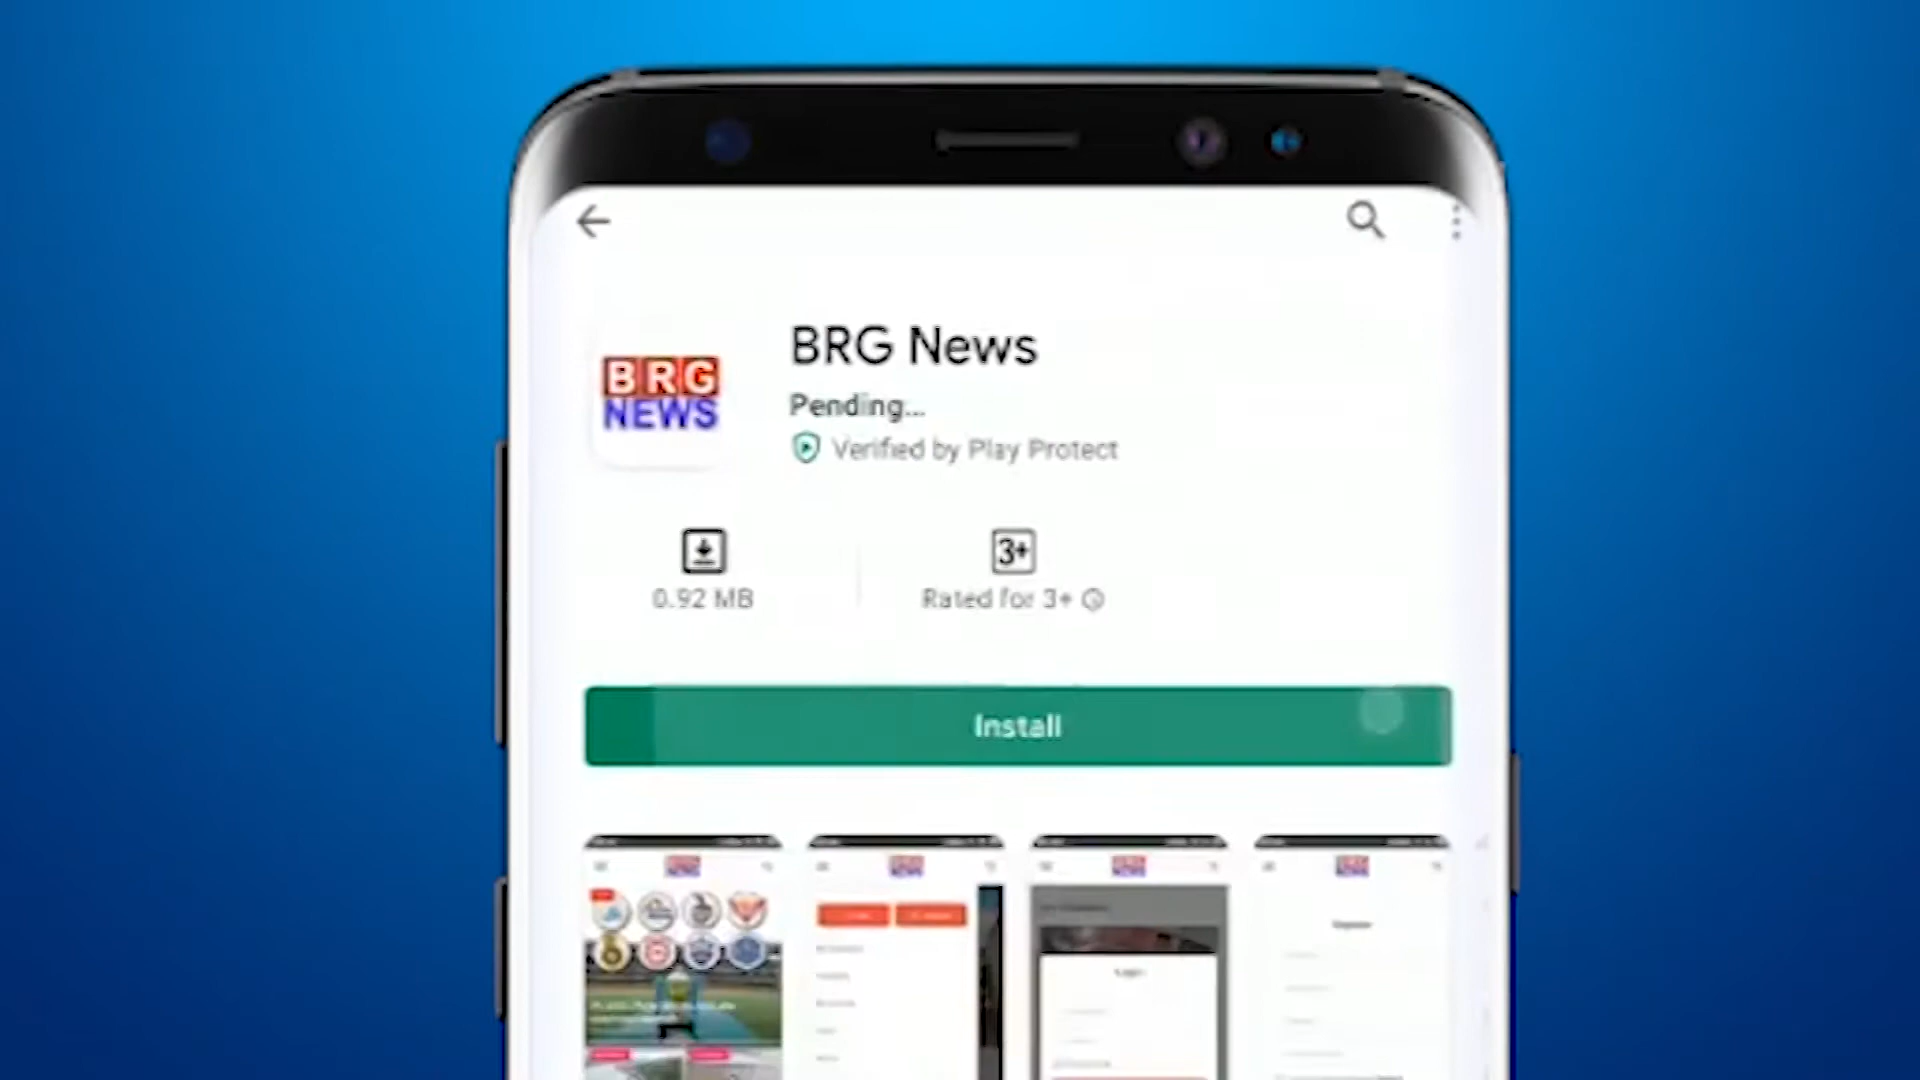 BRG News
BRG
NEWS
Pending...
Verified by Play Protect
3+
0.92 MB
Rated for 3+
Install